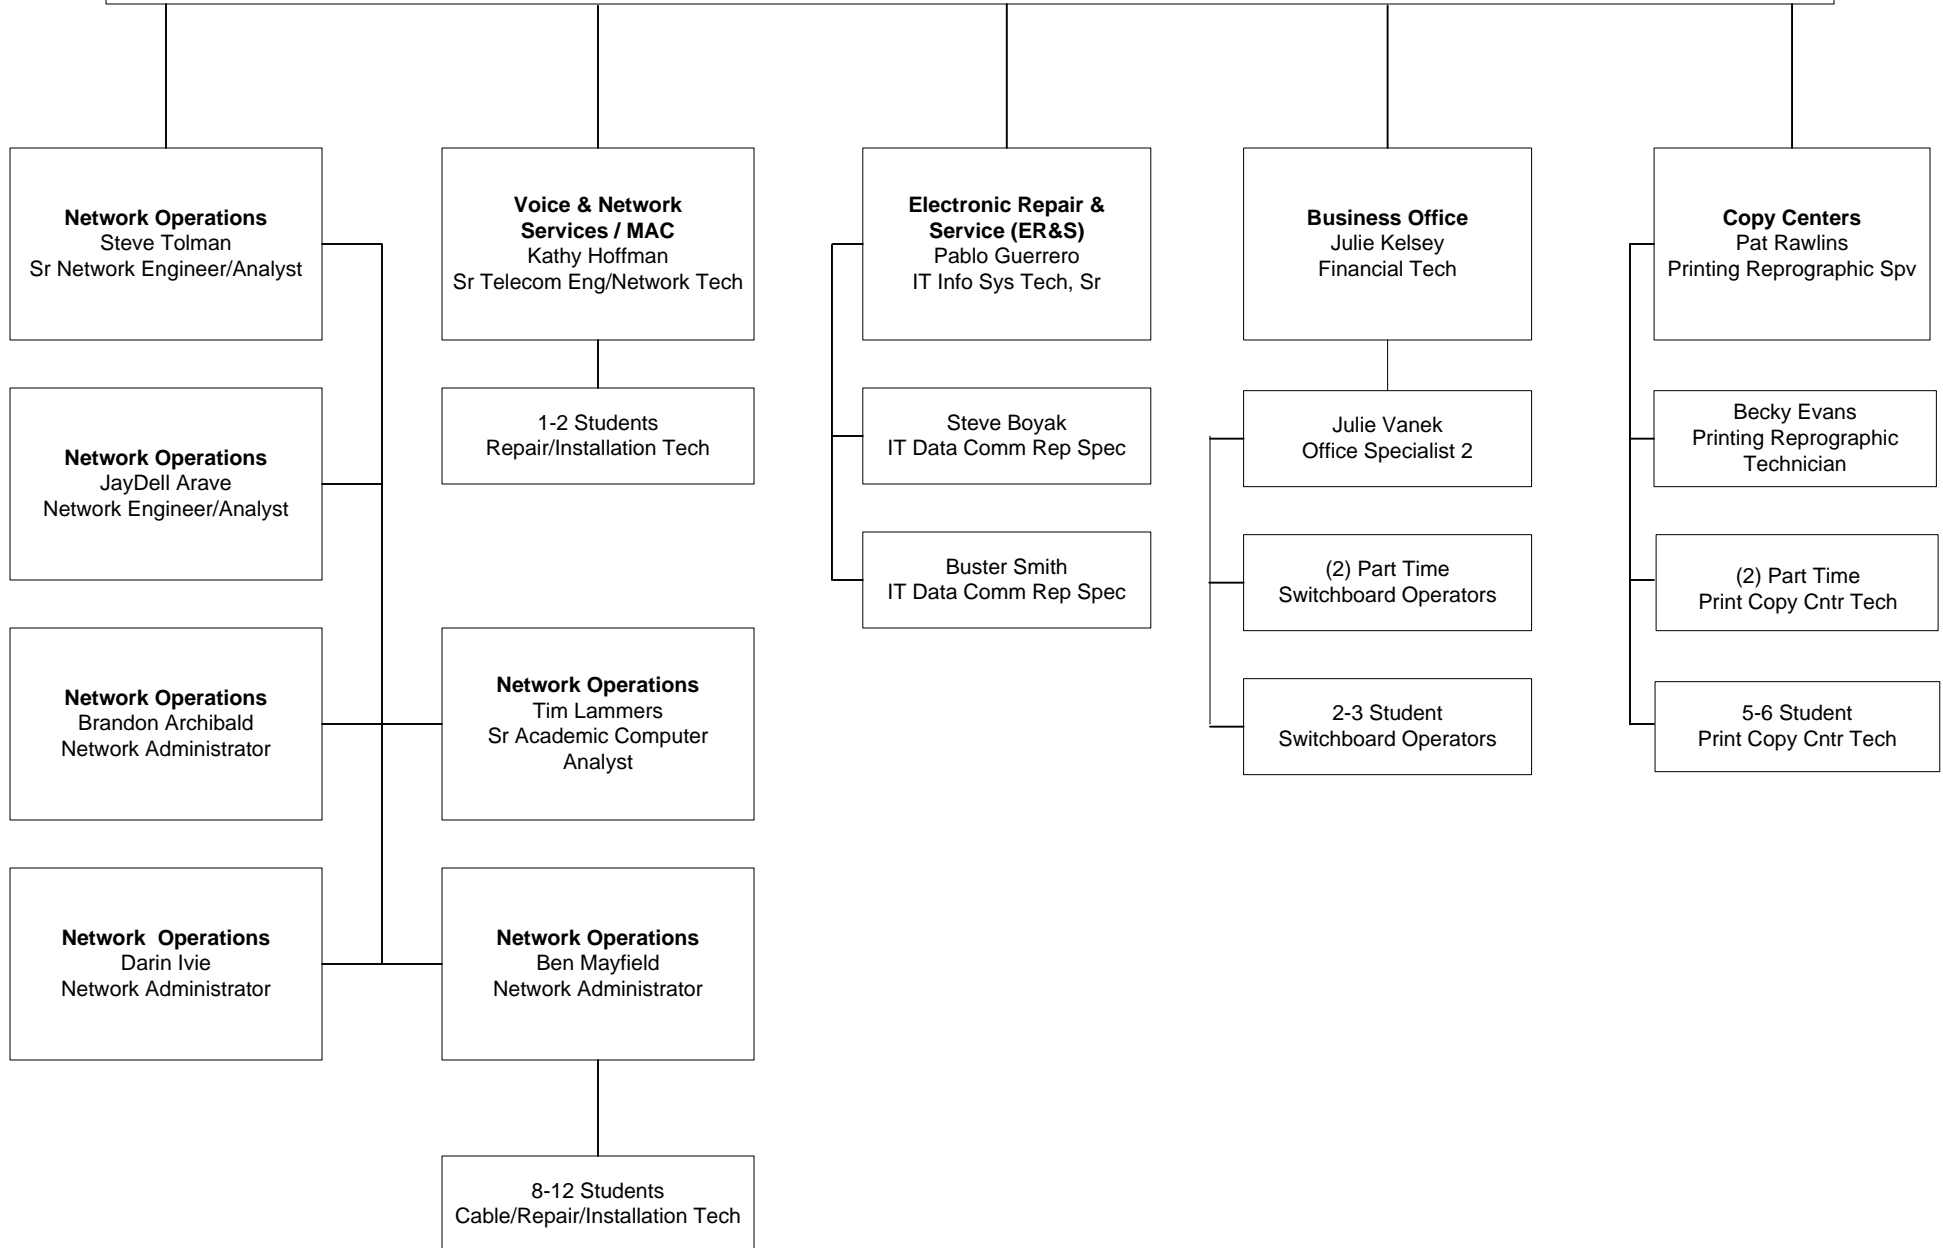 Network Operations
Steve Tolman
Sr Network Engineer/Analyst
Voice & Network
Services / MAC
Kathy Hoffman
Sr Telecom Eng/Network Tech
Electronic Repair &
Service (ER&S)
Pablo Guerrero
IT Info Sys Tech, Sr
Business Office
Julie Kelsey
Financial Tech
Copy Centers
Pat Rawlins
Printing Reprographic Spv
Network Operations
JayDell Arave
Network Engineer/Analyst
1-2 Students
Repair/Installation Tech
Steve Boyak
IT Data Comm Rep Spec
Julie Vanek
Office Specialist 2
Becky Evans
Printing Reprographic
Technician
Buster Smith
IT Data Comm Rep Spec
(2) Part Time
Switchboard Operators
(2) Part Time
Print Copy Cntr Tech
Network Operations
Brandon Archibald
Network Administrator
Network Operations
Tim Lammers
Sr Academic Computer
Analyst
2-3 Student
Switchboard Operators
5-6 Student
Print Copy Cntr Tech
Network  Operations
Darin Ivie
Network Administrator
Network Operations
Ben Mayfield
Network Administrator
8-12 Students
Cable/Repair/Installation Tech